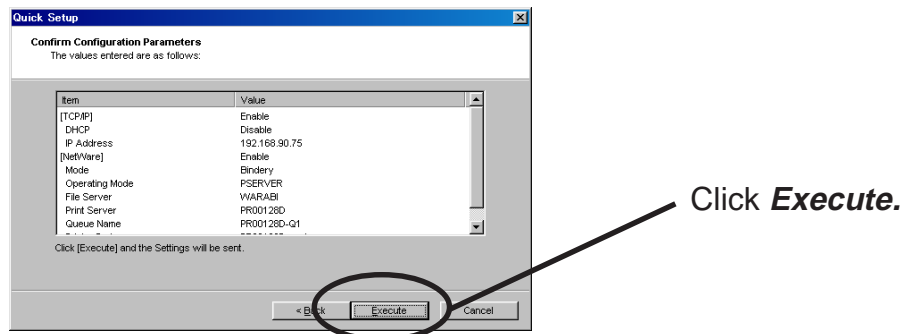 Quick Setup
Confirm Configuration Parameters
The values entered are as follows:
Item Value
[TCP/IP] Enable
DHCP Disable
IP Address 192.168.90.75
[NetWare] Enable
Mode Bindery
Operating Mode PSERVER
File Server WARABI
Print Server PR00128D
Queue Name PR00128D-Q1
Click [Execute] and the Settings will be sent.
< Back Execute Cancel
Click Execute.